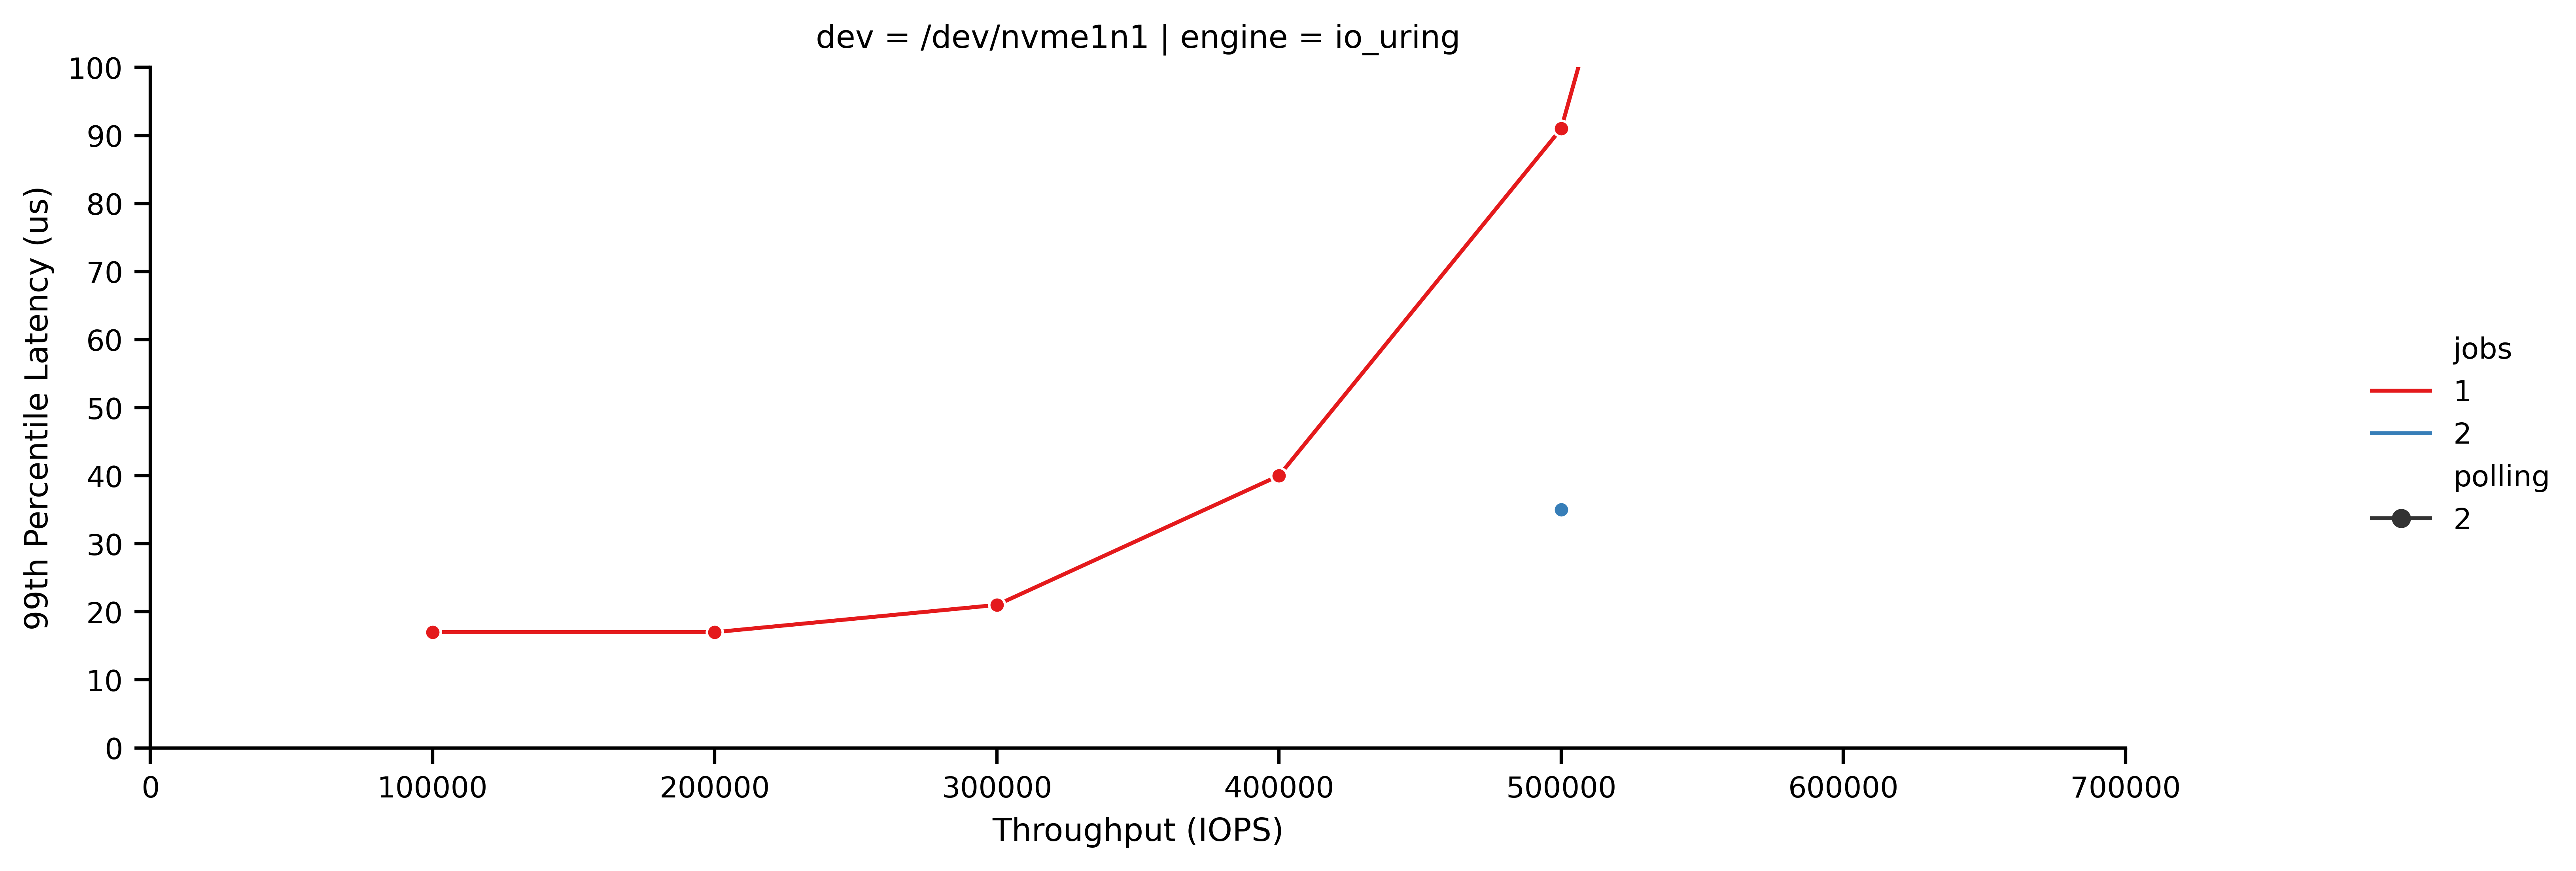 dev = /dev/nvme1n1 | engine = io_uring
100
90
80
70
60
50
40
30
20
10
0
99th Percentile Latency (us)
0 100000 200000 300000 400000 500000 600000 700000
Throughput (IOPS)
jobs
1
2
polling
2